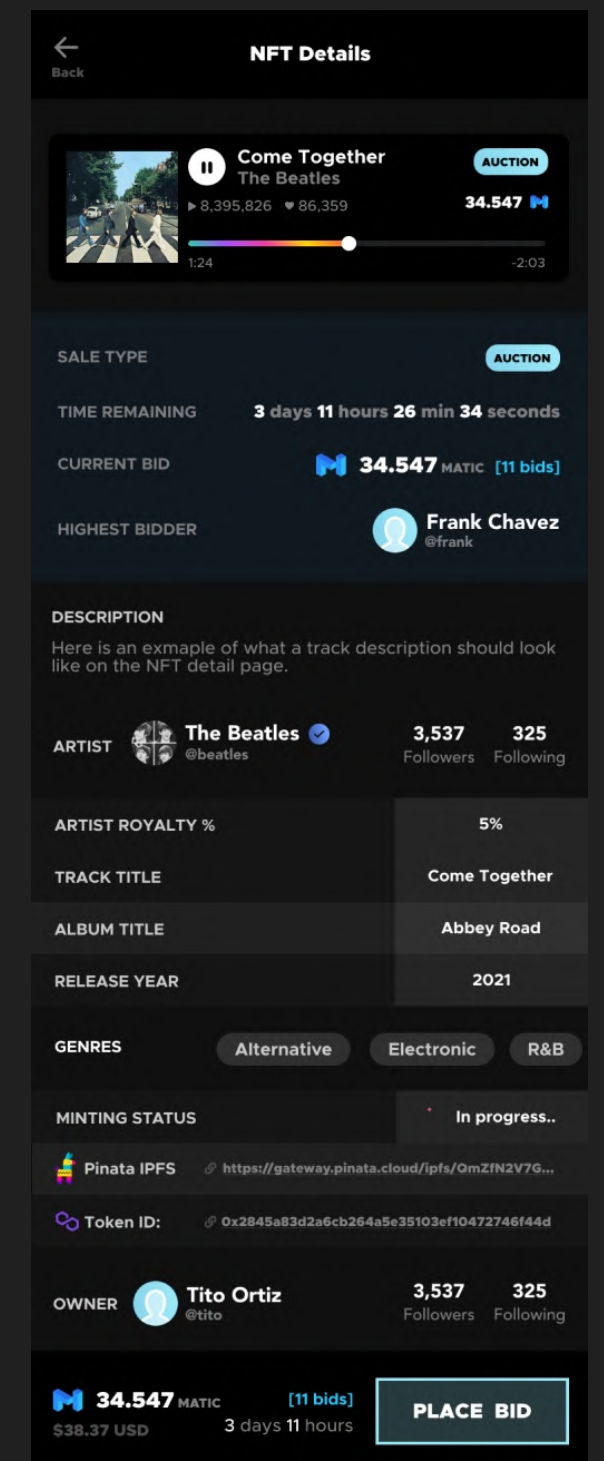 Back
NFT Details
Come Together
AUCTION
The Beatles
8,395,826 86,359
34.547
1:24 -2:03
SALE TYPE AUCTION
TIME REMAINING 3 days 11 hours 26 min 34 seconds
CURRENT BID 34.547 MATIC [11 bids]
HIGHEST BIDDER Frank Chavez
@frank
DESCRIPTION
Here is an exmaple of what a track description should look
like on the NFT detail page.
ARTIST The Beatles 3,537 325
@beatles Followers Following
ARTIST ROYALTY % 5%
TRACK TITLE Come Together
ALBUM TITLE Abbey Road
RELEASE YEAR 2021
GENRES Alternative Electronic R&B
MINTING STATUS In progress..
Pinata IPFS https://gateway.pinata.cloud/ipfs/QmZfN2V7G...
Token ID: 0x2845a83d2a6cb264a5e35103ef10472746f44d
OWNER Tito Ortiz 3,537 325
@tito Followers Following
34.547 MATIC [11 bids]
$38.37 USD 3 days 11 hours
PLACE BID